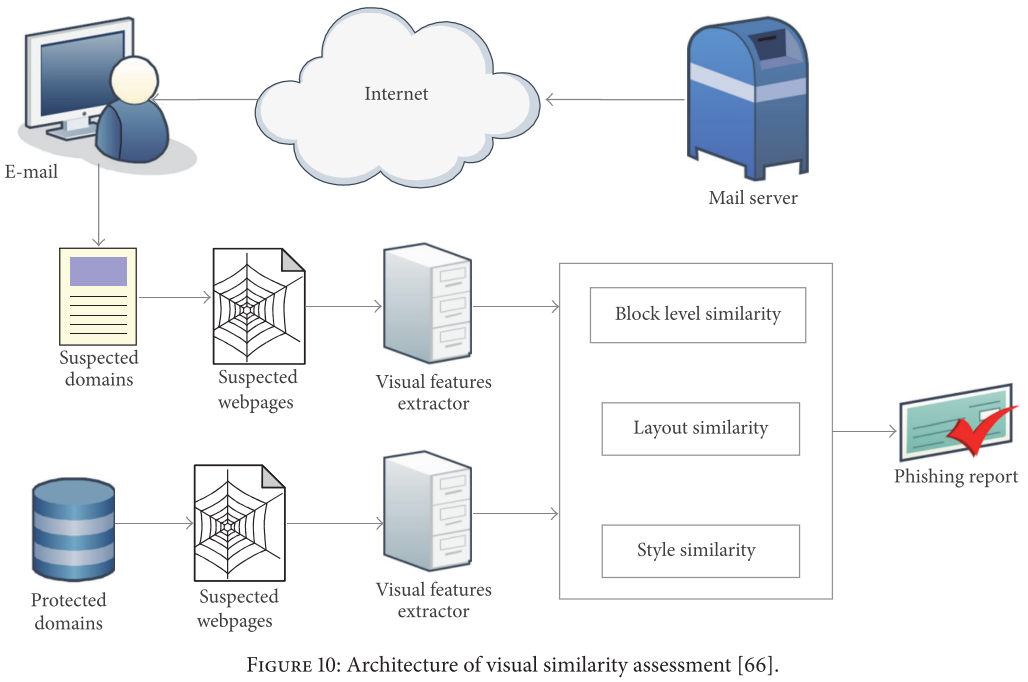 Internet
E-mail
Mail server
Suspected
domains
Suspected
webpages
Visual features
extractor
Block level similarity
Layout similarity
Style similarity
Phishing report
Protected
domains
Suspected
webpages
Visual features
extractor
FIGURE 10: Architecture of visual similarity assessment [66].